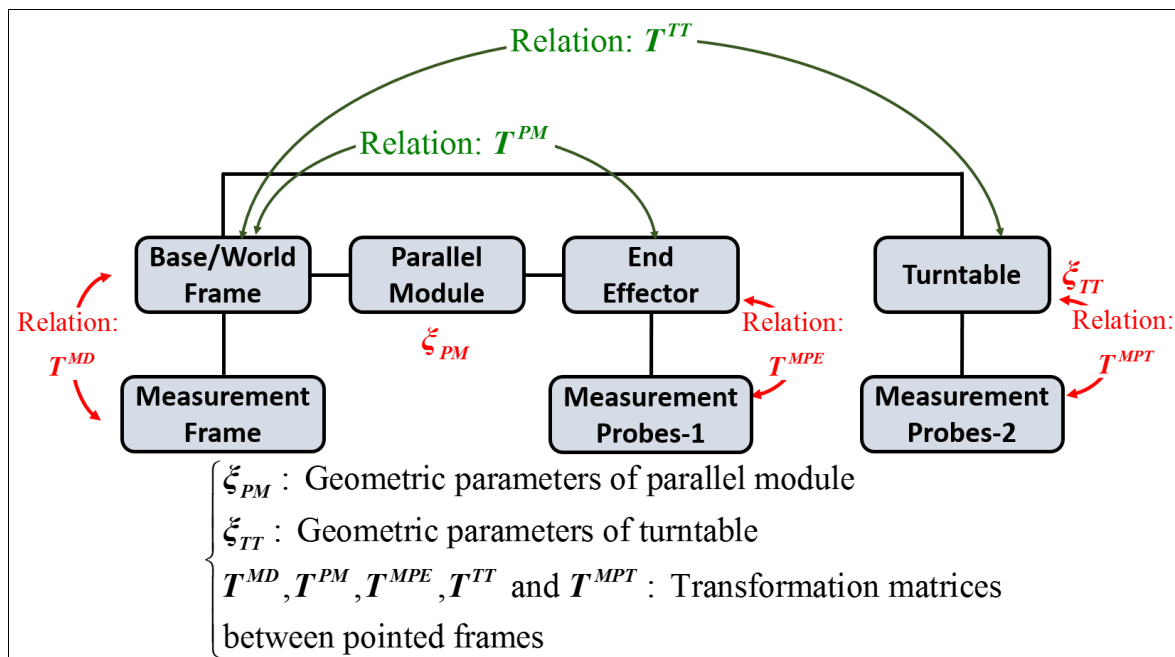 Relation: T^TT
Relation: T^PM
Base/World
Frame
Parallel
Module
End
Effector
Turntable
ξ_TT
Relation:
T^MD
ξ_PM
Relation:
T^MPE
Relation:
T^MPT
Measurement
Frame
Measurement
Probes-1
Measurement
Probes-2
ξ_PM : Geometric parameters of parallel module
ξ_TT : Geometric parameters of turntable
T^MD, T^PM, T^MPE, T^TT and T^MPT : Transformation matrices
between pointed frames